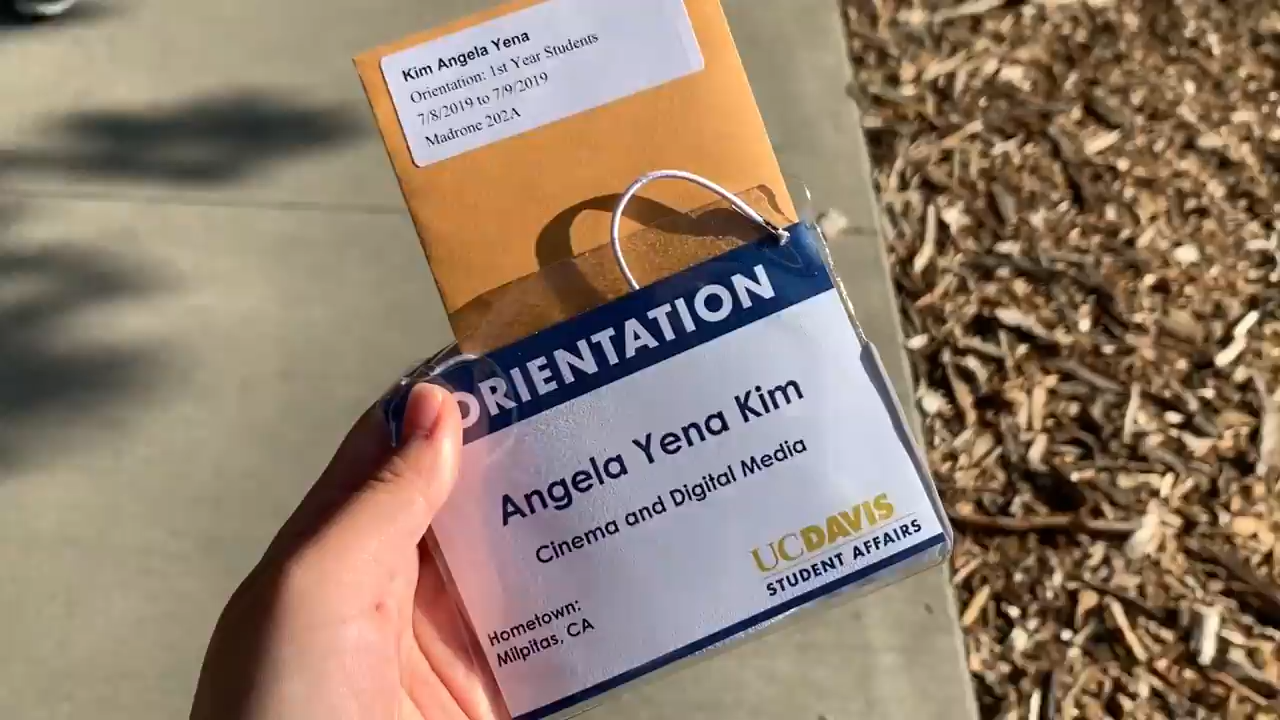 Kim Angela Yena
Orientation: 1st Year Students
7/8/2019 to 7/9/2019
Madrone 202A
ORIENTATION
Angela Yena Kim
Cinema and Digital Media
UCDAVIS
STUDENT AFFAIRS
Hometown:
Milpitas, CA